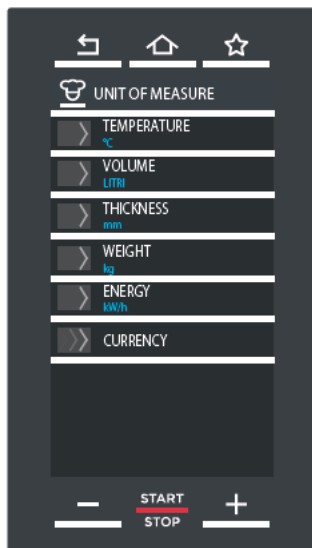 UNIT OF MEASURE
TEMPERATURE
°C
VOLUME
LITRI
THICKNESS
mm
WEIGHT
kg
ENERGY
kW/h
CURRENCY
START
STOP